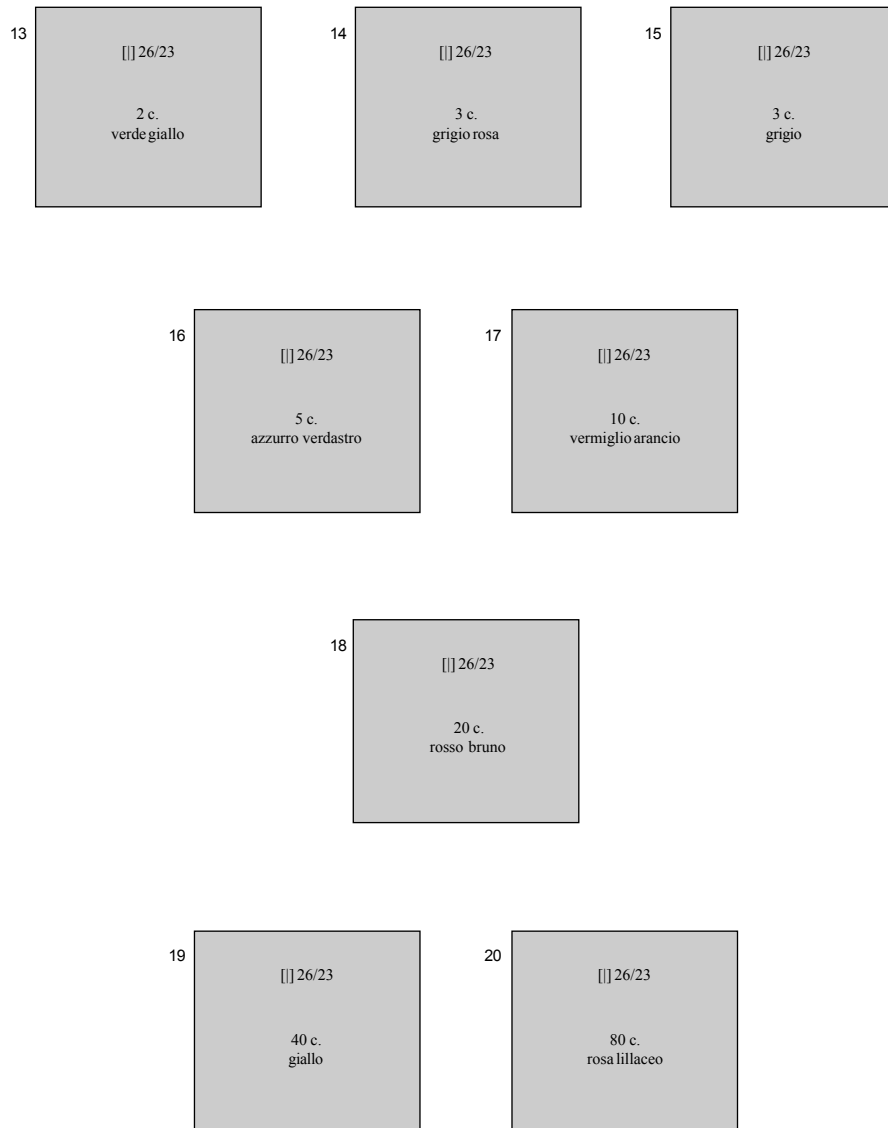 13
[|] 26/23
2 c.
verde giallo
14
[|] 26/23
3 c.
grigio rosa
15
[|] 26/23
3 c.
grigio
16
[|] 26/23
5 c.
azzurro verdastro
17
[|] 26/23
10 c.
vermiglio arancio
18
[|] 26/23
20 c.
rosso bruno
19
[|] 26/23
40 c.
giallo
20
[|] 26/23
80 c.
rosa lillaceo